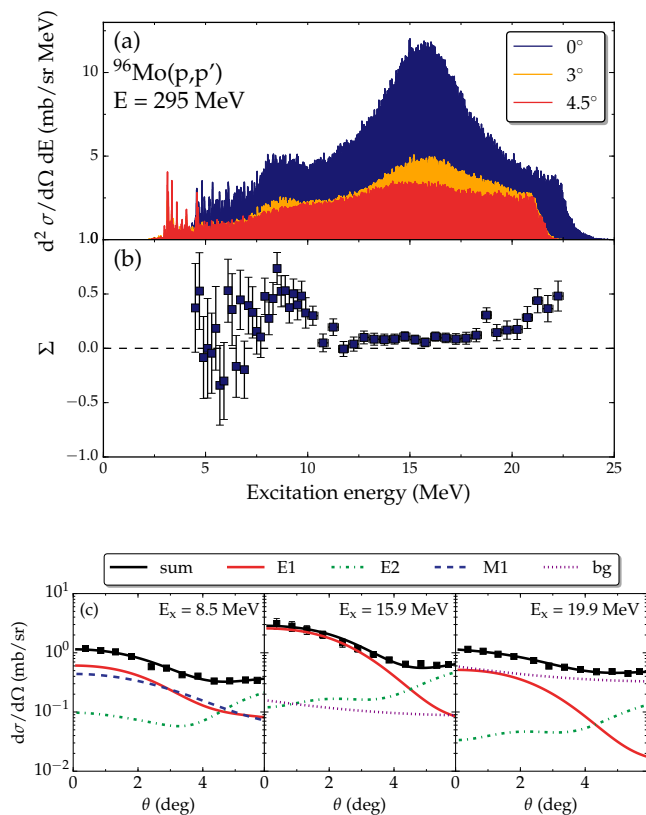 (a)
⁹⁶Mo(p,p′)
E = 295 MeV
0°
3°
4.5°
d² σ/dΩ dE (mb/sr MeV)
10
5
1.0
(b)
0.5
0.0
−0.5
−1.0
Σ
0 5 10 15 20 25
Excitation energy (MeV)
sum E1 E2 M1 bg
(c)
Eₓ = 8.5 MeV
Eₓ = 15.9 MeV
Eₓ = 19.9 MeV
dσ/dΩ (mb/sr)
10¹
10⁰
10⁻¹
10⁻²
0 2 4 0 2 4 0 2 4
θ (deg) θ (deg) θ (deg)